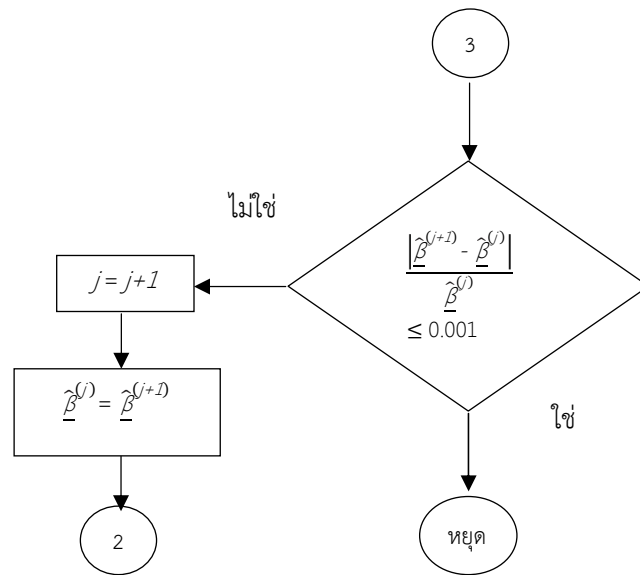 3
ไม่ใช่
|β̲̂^(j+1) - β̲̂^(j)|
β̲̂^(j)
≤ 0.001
j = j+1
β̲̂^(j) = β̲̂^(j+1)
ใช่
2
หยุด